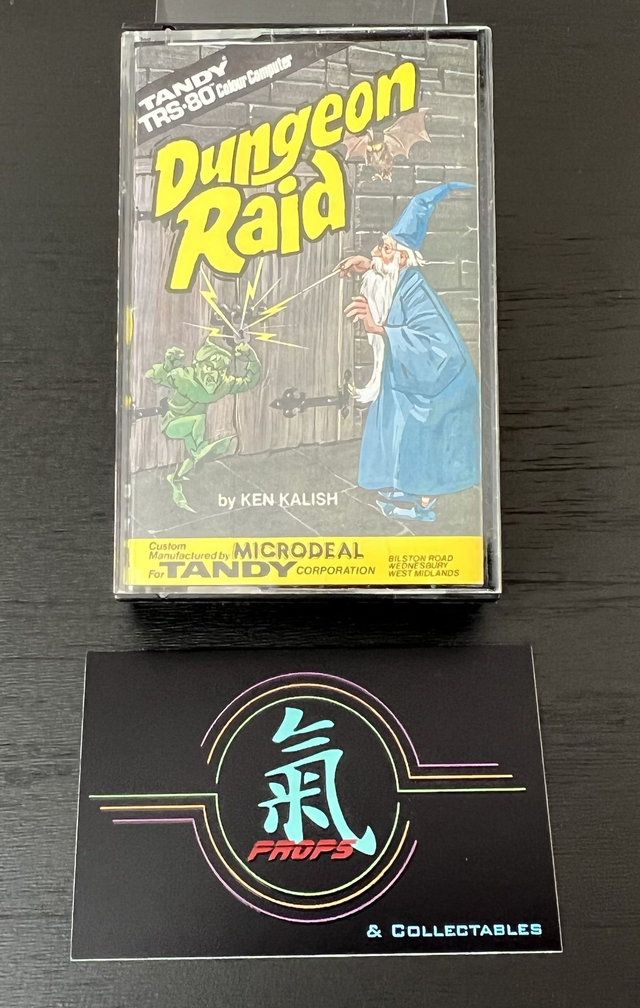 TANDY
TRS-80 Colour Computer
Dungeon
Raid
by KEN KALISH
Custom
Manufactured by MICRODEAL
For TANDY CORPORATION
BILSTON ROAD
WEDNESBURY
WEST MIDLANDS
氣
PROPS
& COLLECTABLES